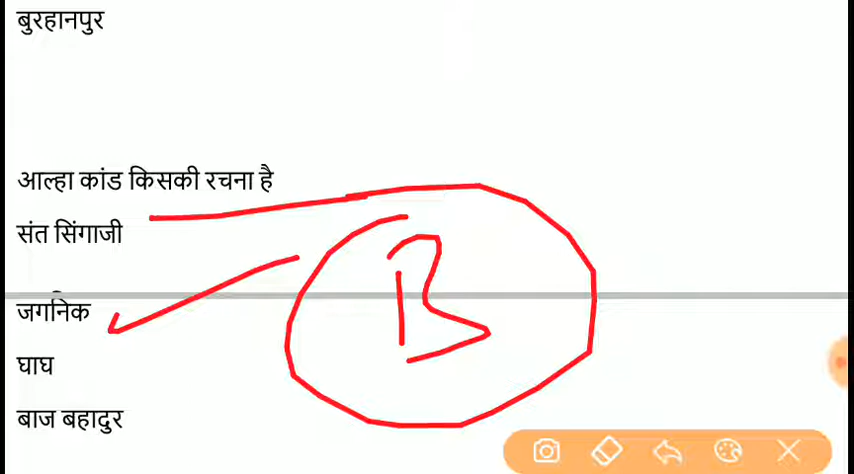 बुरहानपुर
आल्हा कांड किसकी रचना है
संत सिंगाजी
B
जगनिक
घाघ
बाज बहादुर